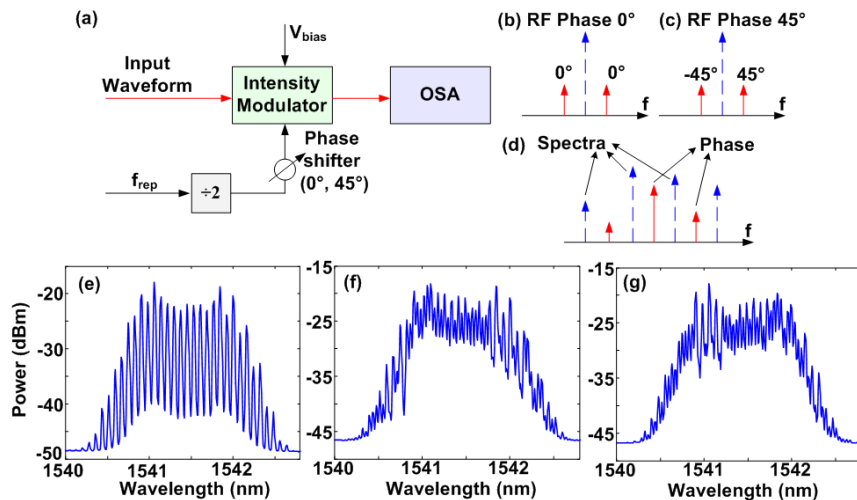 (a)
V_bias
Input
Waveform
Intensity
Modulator
OSA
Phase
shifter
(0°, 45°)
f_rep
÷2
(b) RF Phase 0°
0° 0°
f
(c) RF Phase 45°
-45° 45°
f
(d)
Spectra
Phase
f
(e)
Power (dBm)
-20
-30
-40
-50
1540 1541 1542
Wavelength (nm)
(f)
-15
-25
-35
-45
1540 1541 1542
Wavelength (nm)
(g)
-15
-25
-35
-45
1540 1541 1542
Wavelength (nm)